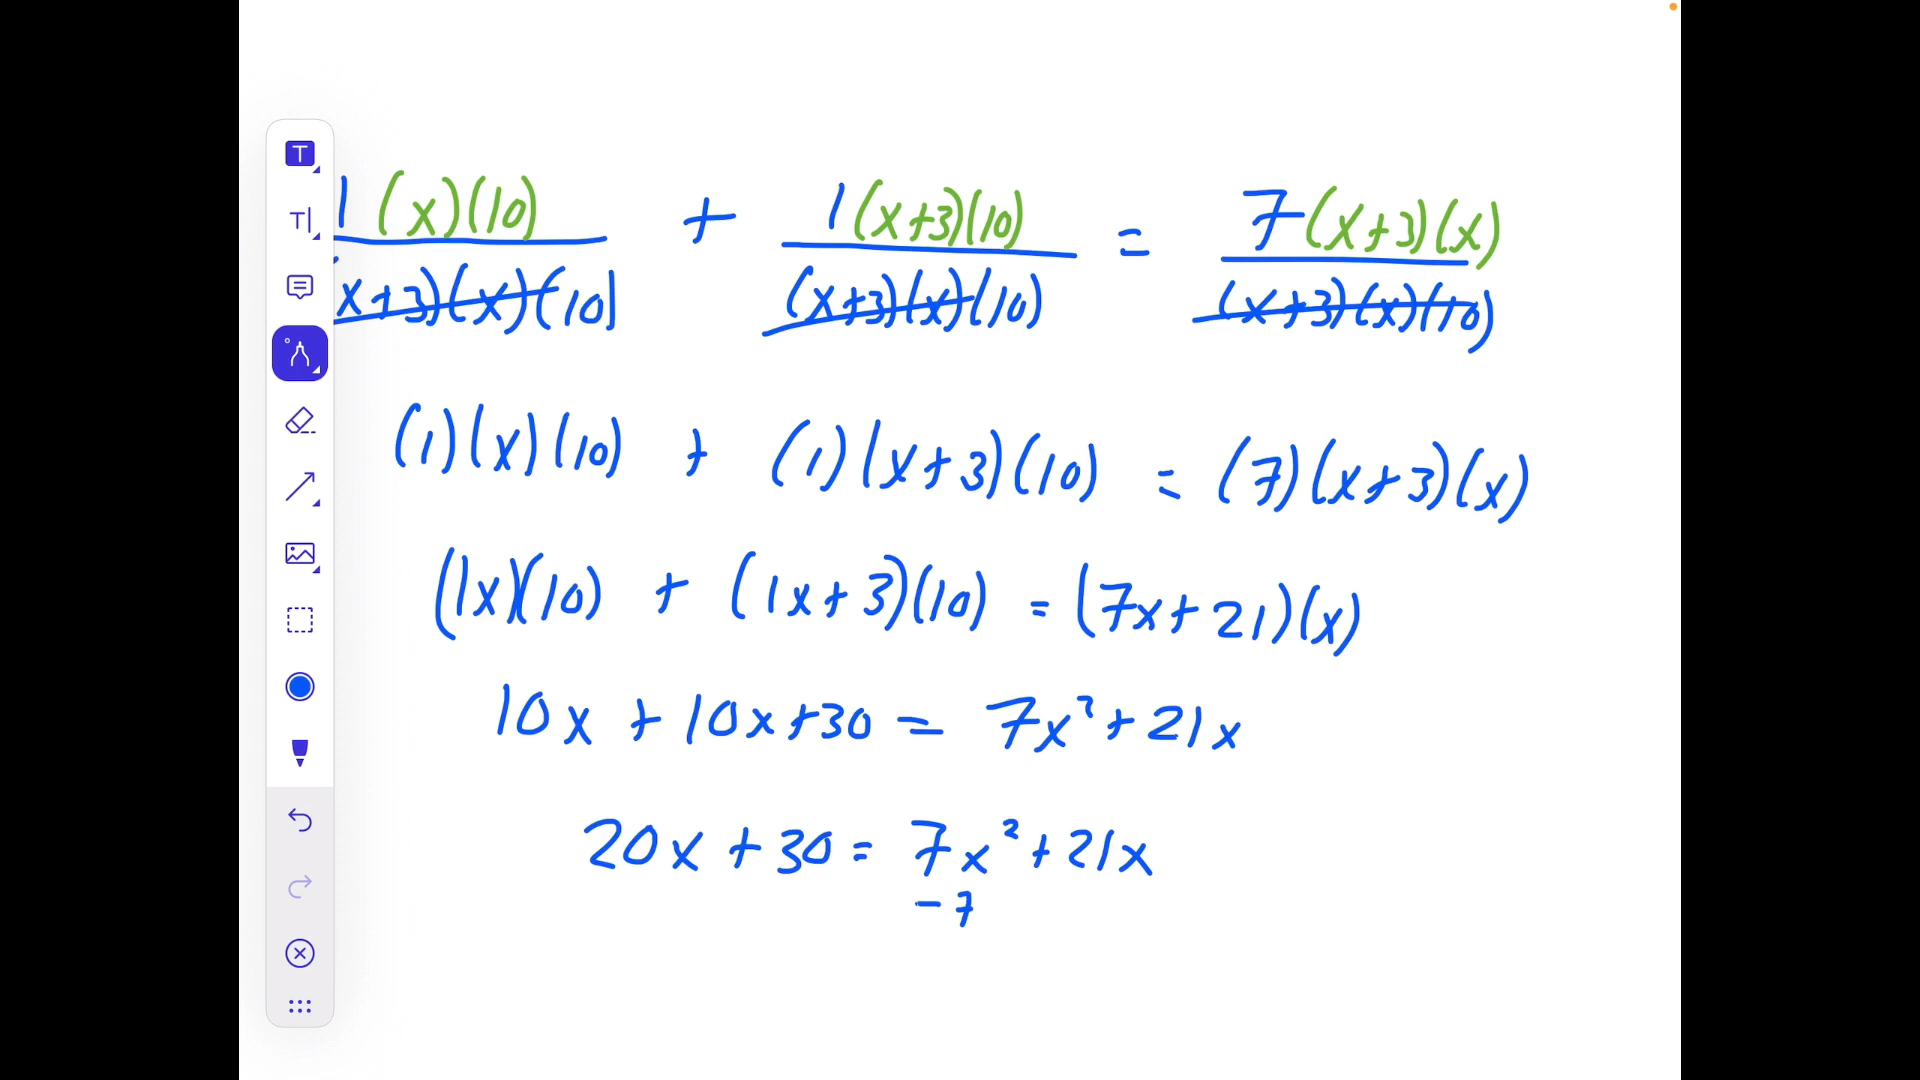 1 (x)(10) + 1(x+3)(10) = 7(x+3)(x)
x+3)(x)(10) (x+3)(x)(10) (x+3)(x)(10)
(1)(x)(10) + (1)(x+3)(10) = (7)(x+3)(x)
(1x)(10) + (1x+3)(10) = (7x+21)(x)
10x + 10x+30 = 7x²+21x
20x + 30 = 7x²+21x
-7
T
T